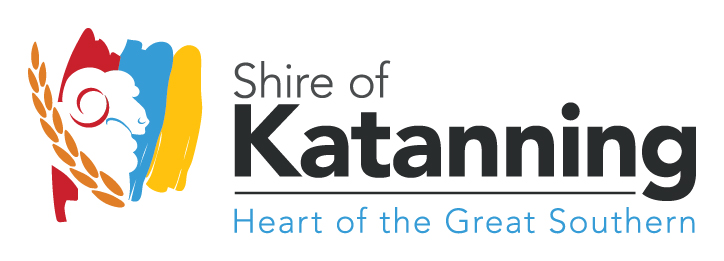 Shire of
Katanning
Heart of the Great Southern